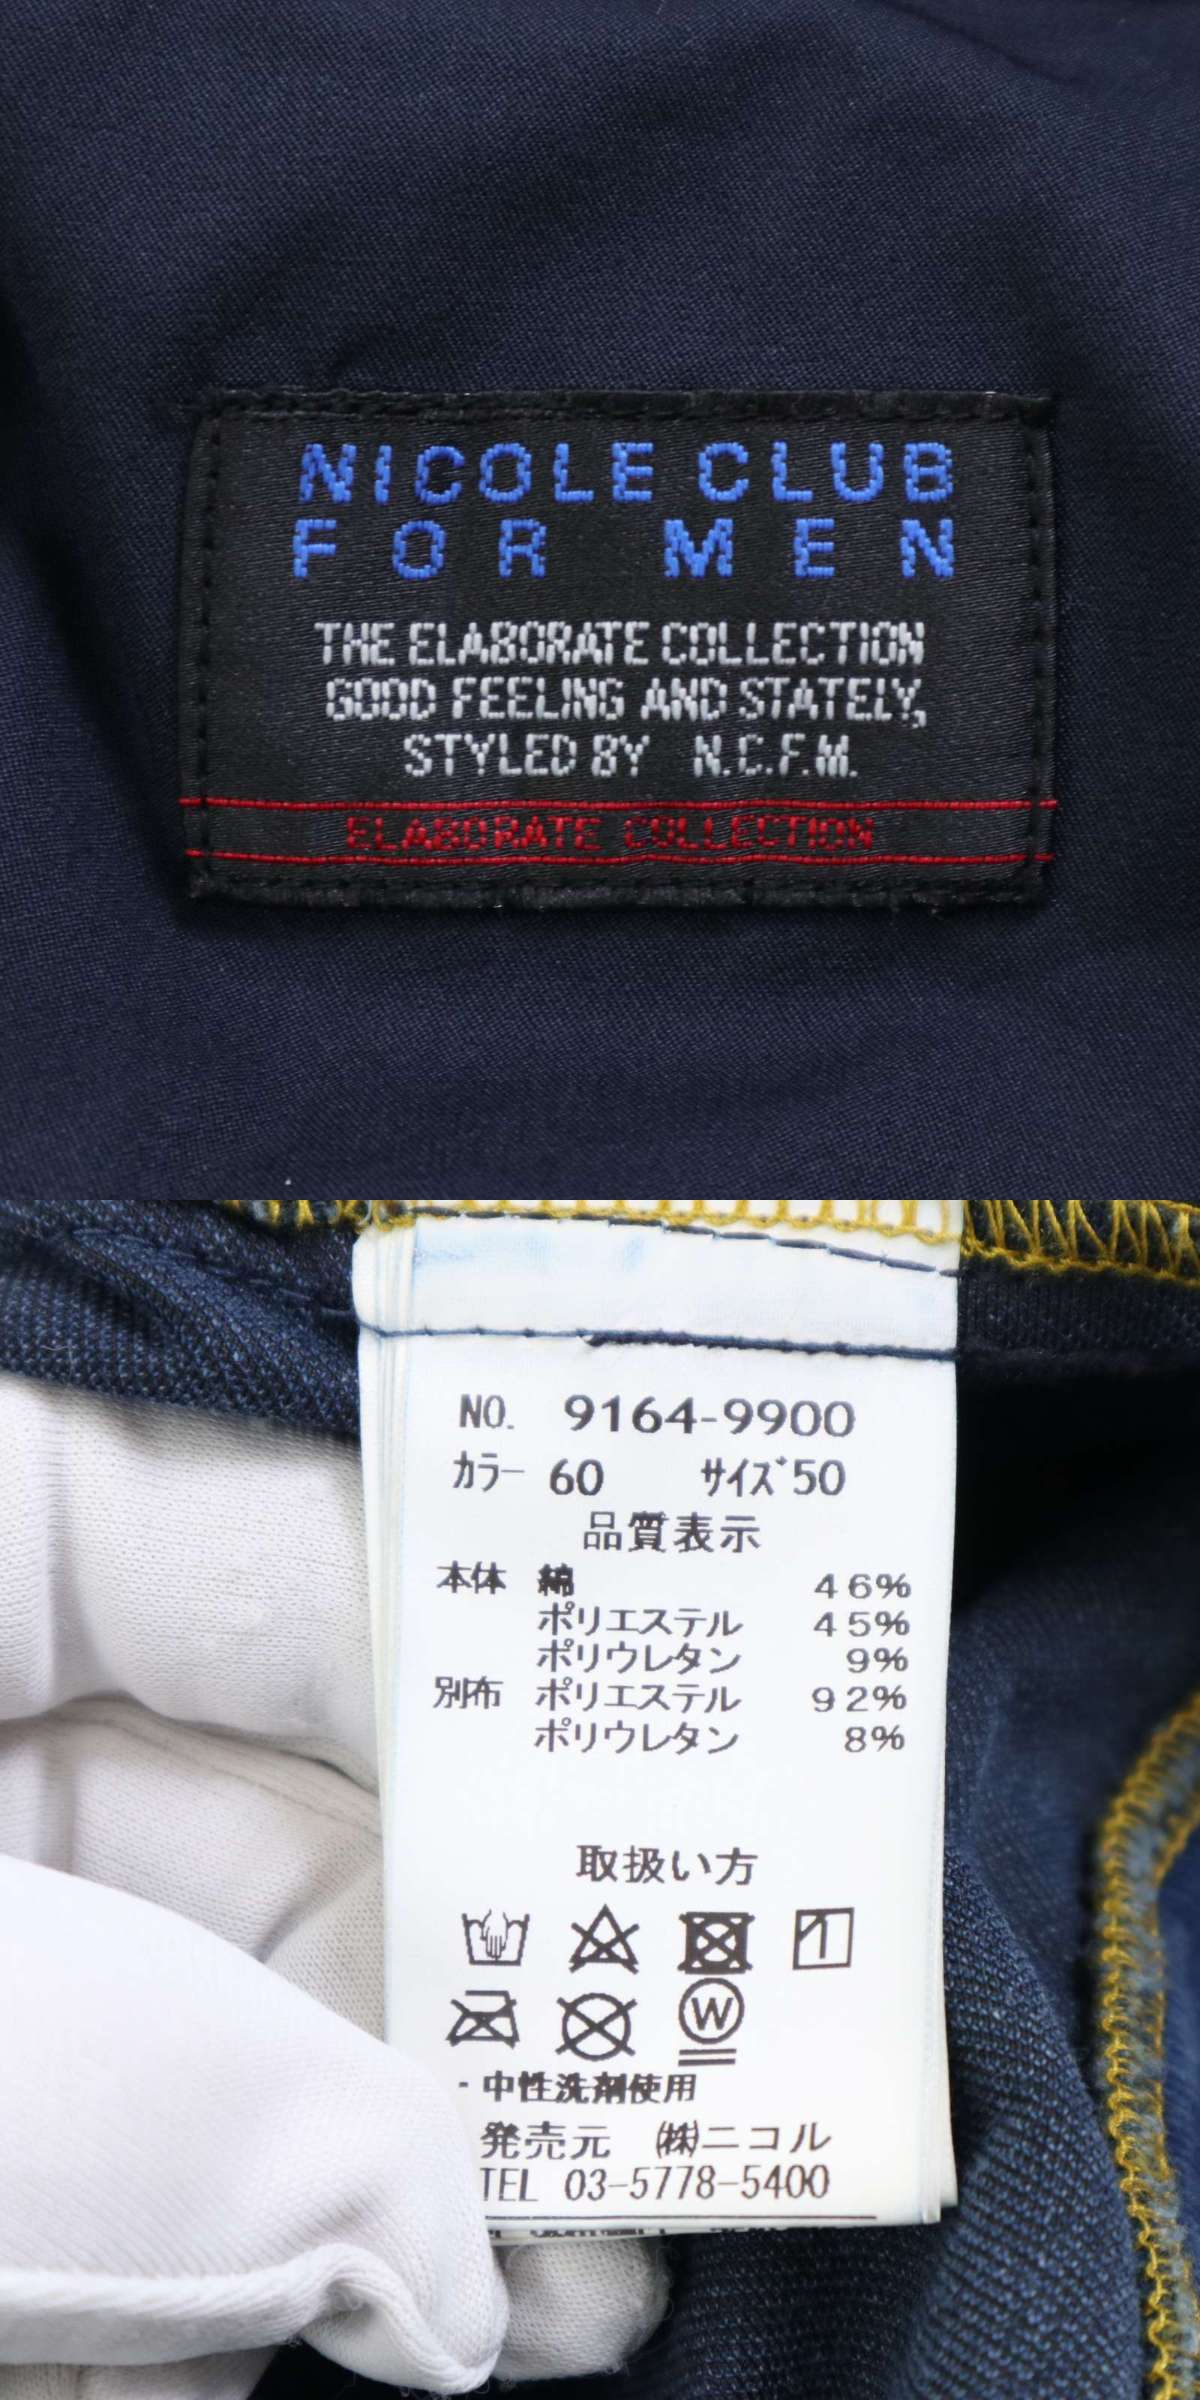 NICOLE CLUB
FOR MEN
THE ELABORATE COLLECTION
GOOD FEELING AND STATELY,
STYLED BY N.C.F.M.
ELABORATE COLLECTION
NO. 9164-9900
カラー 60 サイズ 50
品質表示
本体 綿 46%
ポリエステル 45%
ポリウレタン 9%
別布 ポリエステル 92%
ポリウレタン 8%
取扱い方
W
・中性洗剤使用
発売元 ㈱ニコル
TEL 03-5778-5400